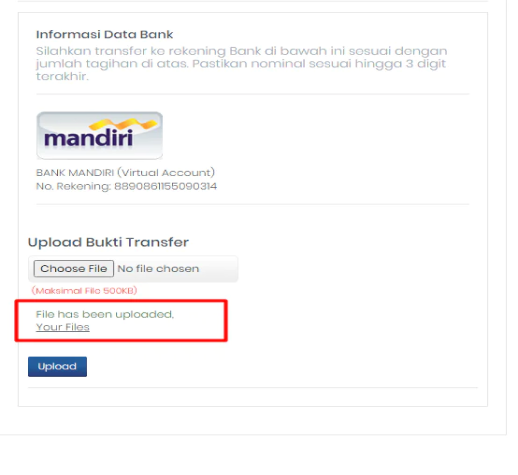 Informasi Data Bank
Silahkan transfer ke rekening Bank di bawah ini sesuai dengan
jumlah tagihan di atas. Pastikan nominal sesuai hingga 3 digit
terakhir.
mandiri
BANK MANDIRI (Virtual Account)
No. Rekening: 8890861155090314
Upload Bukti Transfer
Choose File No file chosen
(Maksimal File 500KB)
File has been uploaded,
Your Files
Upload